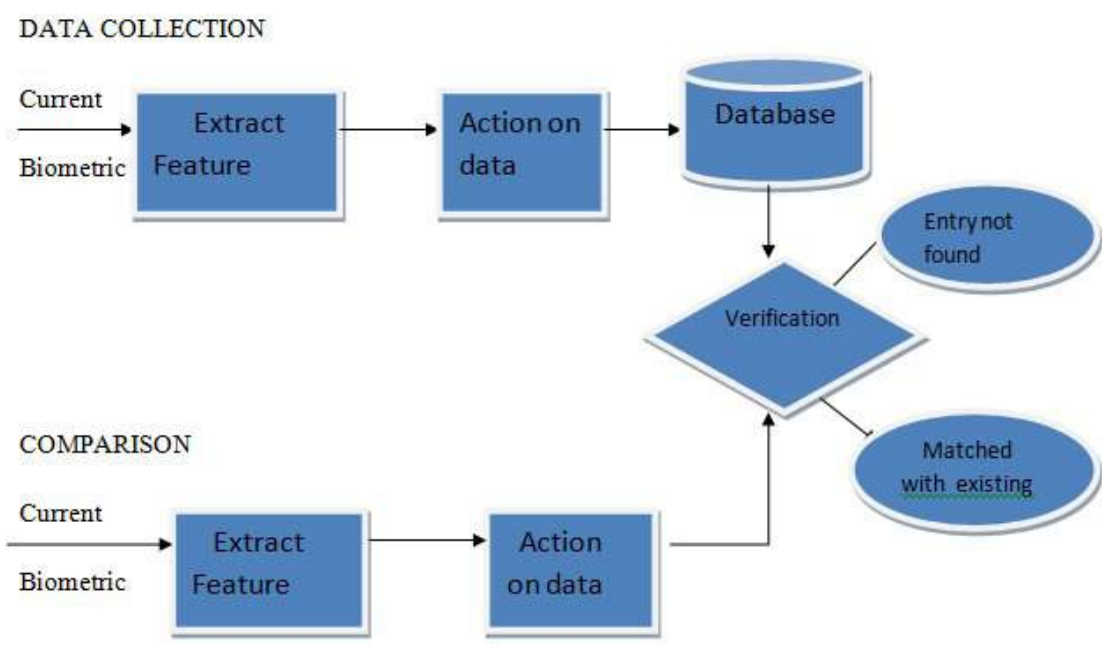 DATA COLLECTION
Current
Biometric
Extract
Feature
Action on
data
Database
Entry not
found
Verification
Matched
with existing
COMPARISON
Current
Biometric
Extract
Feature
Action
on data